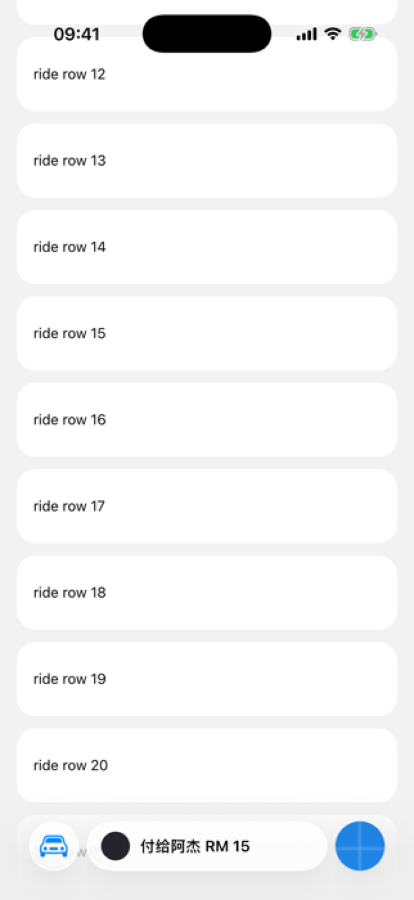 09:41
ride row 12
ride row 13
ride row 14
ride row 15
ride row 16
ride row 17
ride row 18
ride row 19
ride row 20
付给阿杰 RM 15